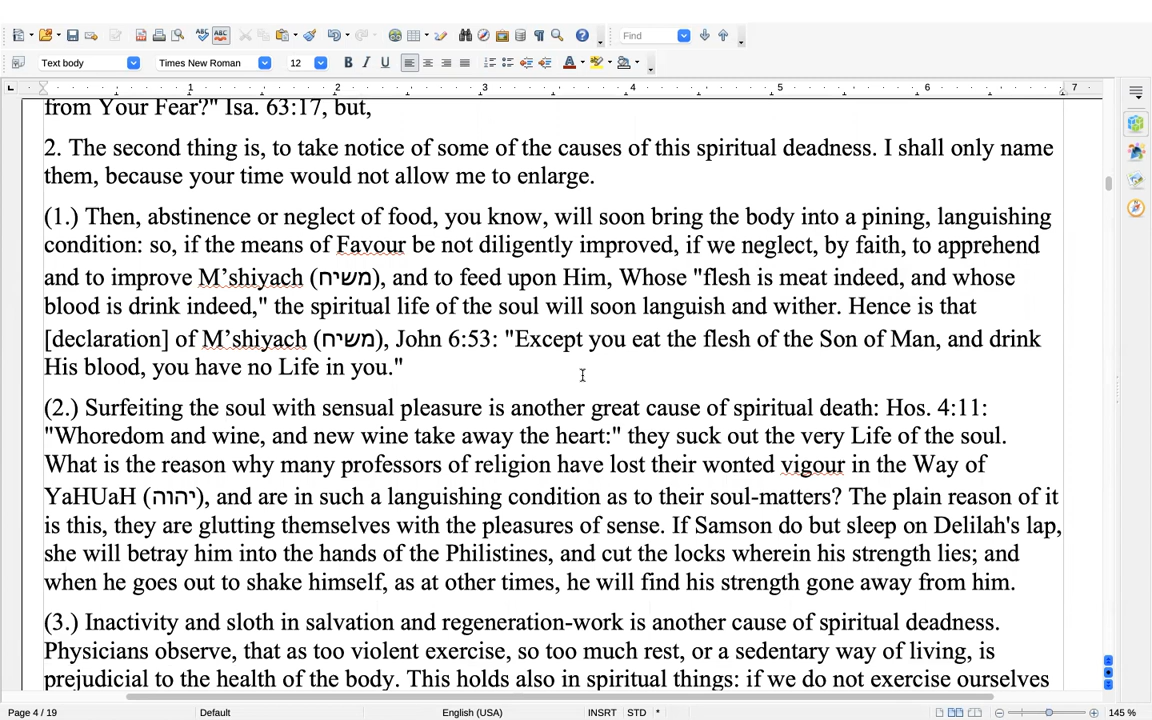 Find
Text body Times New Roman 12 B I U
1 2 3 4 5 6 7
from Your Fear?" Isa. 63:17, but,
2. The second thing is, to take notice of some of the causes of this spiritual deadness. I shall only name
them, because your time would not allow me to enlarge.
(1.) Then, abstinence or neglect of food, you know, will soon bring the body into a pining, languishing
condition: so, if the means of Favour be not diligently improved, if we neglect, by faith, to apprehend
and to improve M’shiyach (משיח), and to feed upon Him, Whose "flesh is meat indeed, and whose
blood is drink indeed," the spiritual life of the soul will soon languish and wither. Hence is that
[declaration] of M’shiyach (משיח), John 6:53: "Except you eat the flesh of the Son of Man, and drink
His blood, you have no Life in you."
(2.) Surfeiting the soul with sensual pleasure is another great cause of spiritual death: Hos. 4:11:
"Whoredom and wine, and new wine take away the heart:" they suck out the very Life of the soul.
What is the reason why many professors of religion have lost their wonted vigour in the Way of
YaHUaH (יהוה), and are in such a languishing condition as to their soul-matters? The plain reason of it
is this, they are glutting themselves with the pleasures of sense. If Samson do but sleep on Delilah's lap,
she will betray him into the hands of the Philistines, and cut the locks wherein his strength lies; and
when he goes out to shake himself, as at other times, he will find his strength gone away from him.
(3.) Inactivity and sloth in salvation and regeneration-work is another cause of spiritual deadness.
Physicians observe, that as too violent exercise, so too much rest, or a sedentary way of living, is
prejudicial to the health of the body. This holds also in spiritual things: if we do not exercise ourselves
Page 4 / 19 Default English (USA) INSRT STD * 145 %